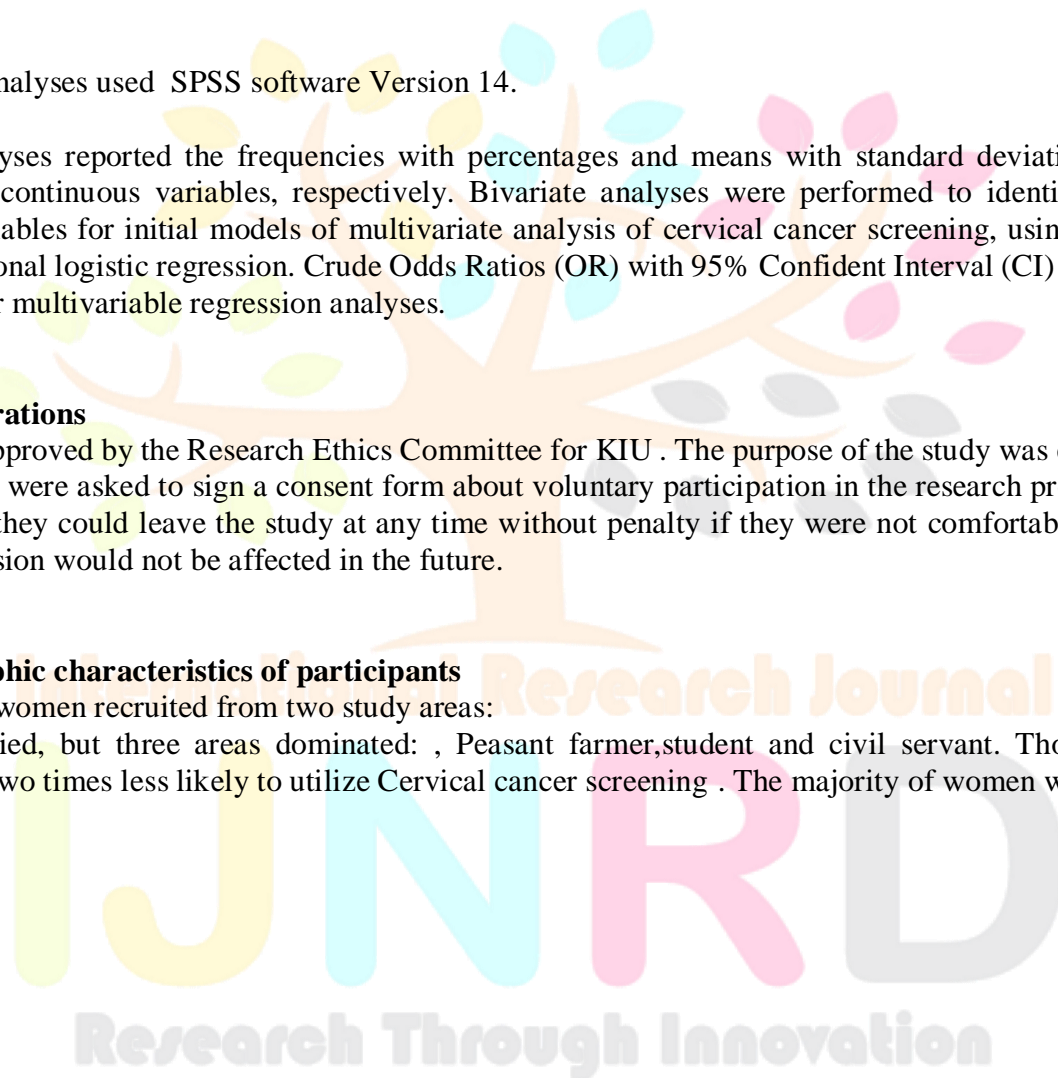 nalyses used SPSS software Version 14.
yses reported the frequencies with percentages and means with standard deviati
continuous variables, respectively. Bivariate analyses were performed to identi
ables for initial models of multivariate analysis of cervical cancer screening, usin
onal logistic regression. Crude Odds Ratios (OR) with 95% Confident Interval (CI)
r multivariable regression analyses.
rations
pproved by the Research Ethics Committee for KIU . The purpose of the study was
were asked to sign a consent form about voluntary participation in the research pr
they could leave the study at any time without penalty if they were not comfortab
sion would not be affected in the future.
phic characteristics of participants
International Research Journal
women recruited from two study areas:
ied, but three areas dominated: , Peasant farmer,student and civil servant. Tho
two times less likely to utilize Cervical cancer screening . The majority of women w
IJNRD
Research Through Innovation